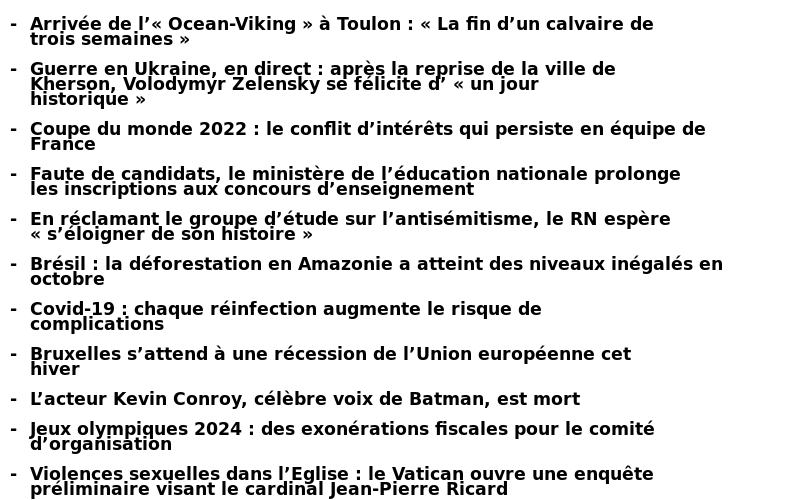 - Arrivée de l’« Ocean-Viking » à Toulon : « La fin d’un calvaire de
trois semaines »
- Guerre en Ukraine, en direct : après la reprise de la ville de
Kherson, Volodymyr Zelensky se félicite d’ « un jour
historique »
- Coupe du monde 2022 : le conflit d’intérêts qui persiste en équipe de
France
- Faute de candidats, le ministère de l’éducation nationale prolonge
les inscriptions aux concours d’enseignement
- En réclamant le groupe d’étude sur l’antisémitisme, le RN espère
« s’éloigner de son histoire »
- Brésil : la déforestation en Amazonie a atteint des niveaux inégalés en
octobre
- Covid-19 : chaque réinfection augmente le risque de
complications
- Bruxelles s’attend à une récession de l’Union européenne cet
hiver
- L’acteur Kevin Conroy, célèbre voix de Batman, est mort
- Jeux olympiques 2024 : des exonérations fiscales pour le comité
d’organisation
- Violences sexuelles dans l’Eglise : le Vatican ouvre une enquête
préliminaire visant le cardinal Jean-Pierre Ricard